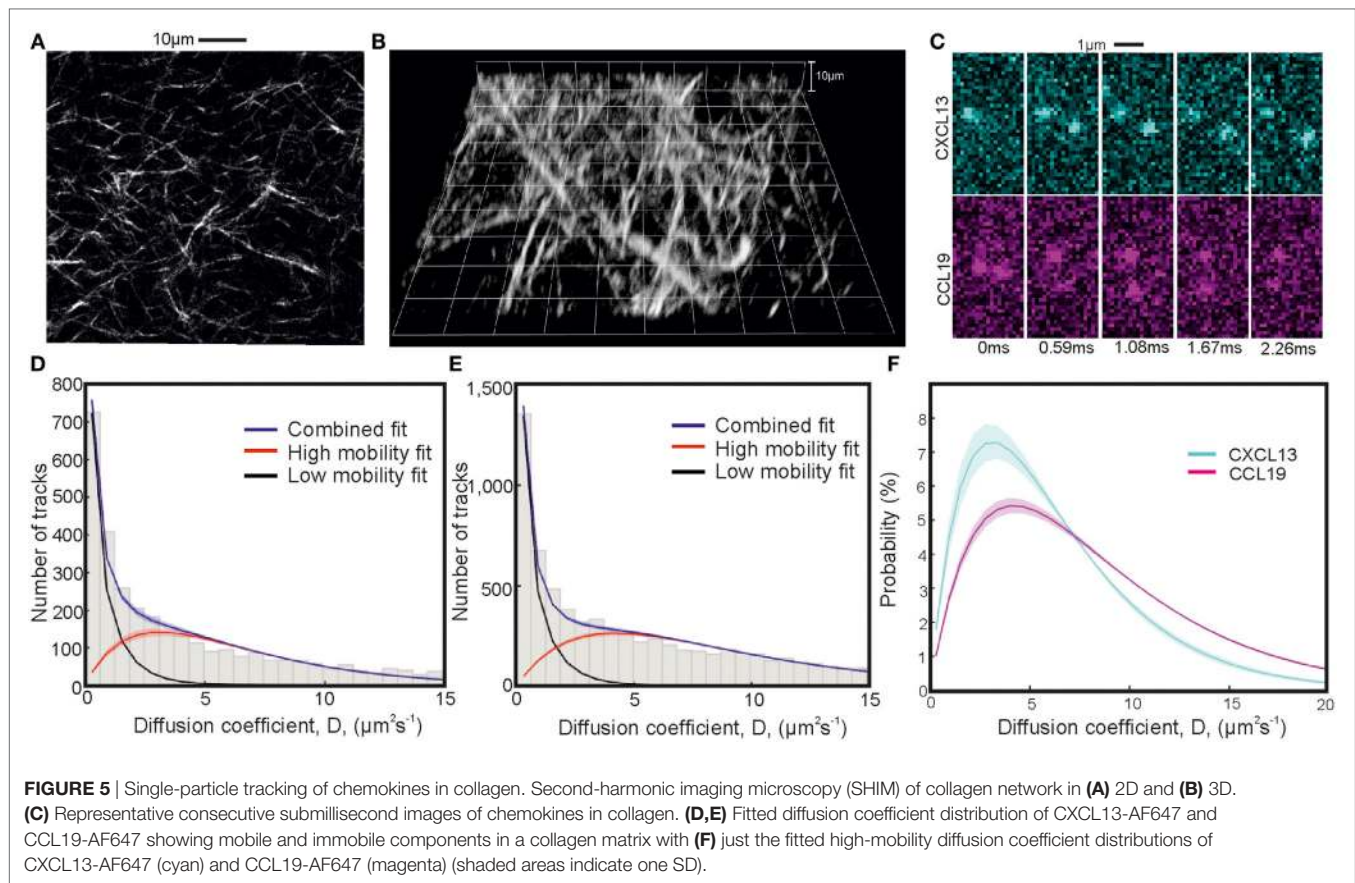 A
10μm
B
10μm
C
1μm
CXCL13
CCL19
0ms 0.59ms 1.08ms 1.67ms 2.26ms
D
800
700
600
500
400
300
200
100
0
Number of tracks
Combined fit
High mobility fit
Low mobility fit
0 5 10 15
Diffusion coefficient, D, (μm²s⁻¹)
E
1,500
1,000
500
0
Number of tracks
Combined fit
High mobility fit
Low mobility fit
0 5 10 15
Diffusion coefficient, D, (μm²s⁻¹)
F
8
7
6
5
4
3
2
1
0
Probability (%)
CXCL13
CCL19
0 5 10 15 20
Diffusion coefficient, D, (μm²s⁻¹)
FIGURE 5 | Single-particle tracking of chemokines in collagen. Second-harmonic imaging microscopy (SHIM) of collagen network in (A) 2D and (B) 3D.
(C) Representative consecutive submillisecond images of chemokines in collagen. (D,E) Fitted diffusion coefficient distribution of CXCL13-AF647 and
CCL19-AF647 showing mobile and immobile components in a collagen matrix with (F) just the fitted high-mobility diffusion coefficient distributions of
CXCL13-AF647 (cyan) and CCL19-AF647 (magenta) (shaded areas indicate one SD).